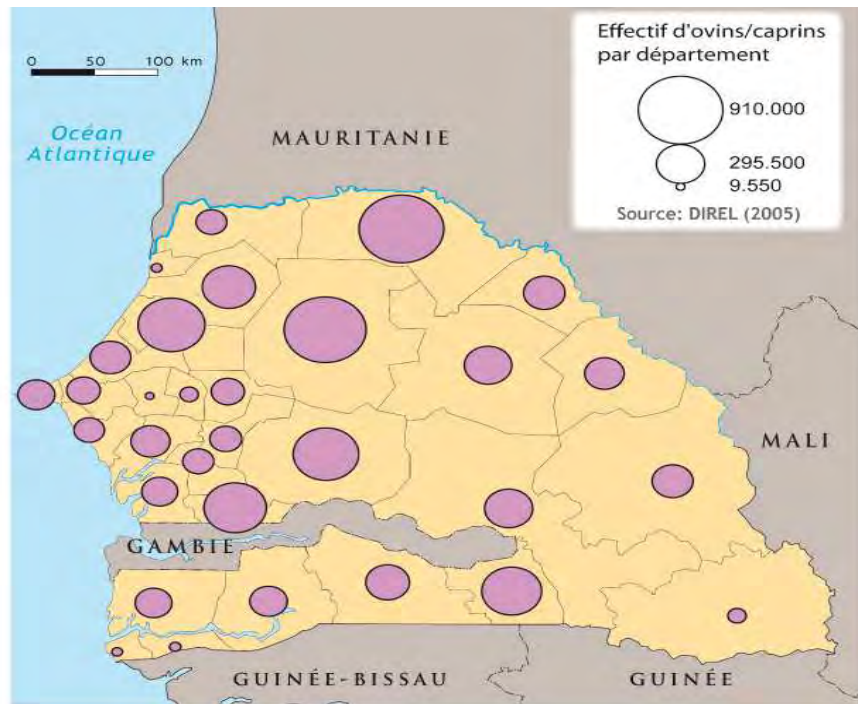 Effectif d'ovins/caprins
par département
910.000
295.500
9.550
Source: DIREL (2005)
0 50 100 km
Océan
Atlantique
MAURITANIE
MALI
GAMBIE
GUINÉE-BISSAU
GUINÉE